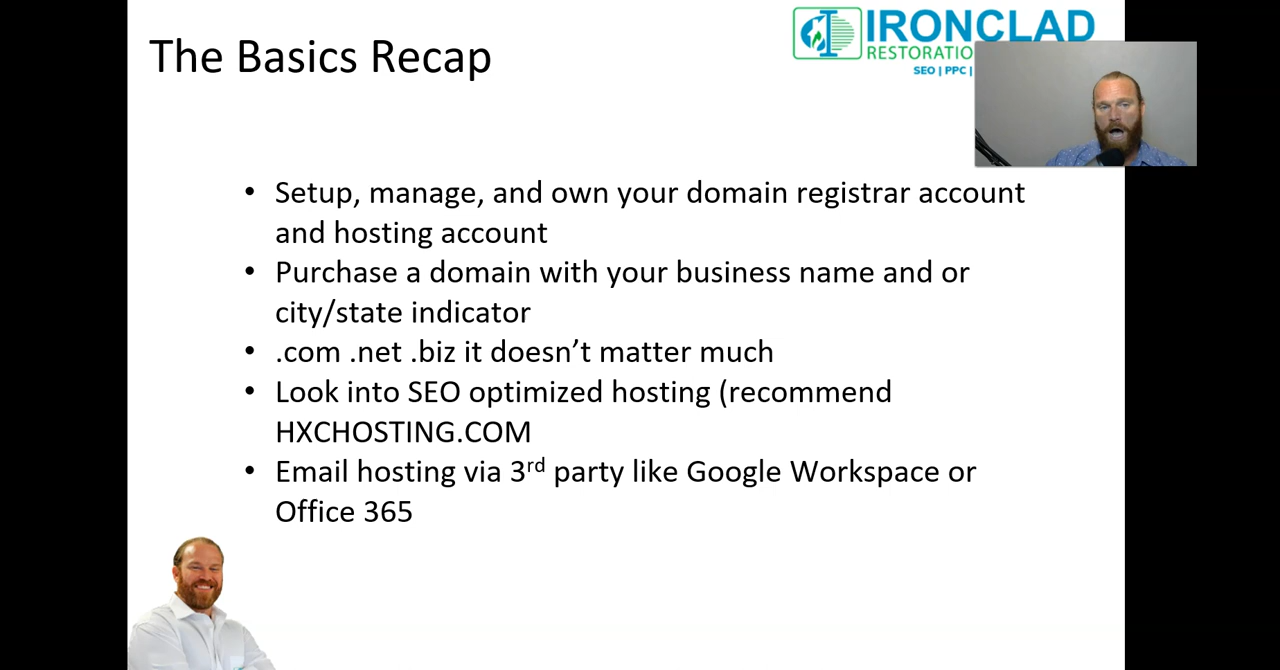 The Basics Recap
IRONCLAD
RESTORATIO
SEO | PPC |
• Setup, manage, and own your domain registrar account
and hosting account
• Purchase a domain with your business name and or
city/state indicator
• .com .net .biz it doesn’t matter much
• Look into SEO optimized hosting (recommend
HXCHOSTING.COM
• Email hosting via 3rd party like Google Workspace or
Office 365